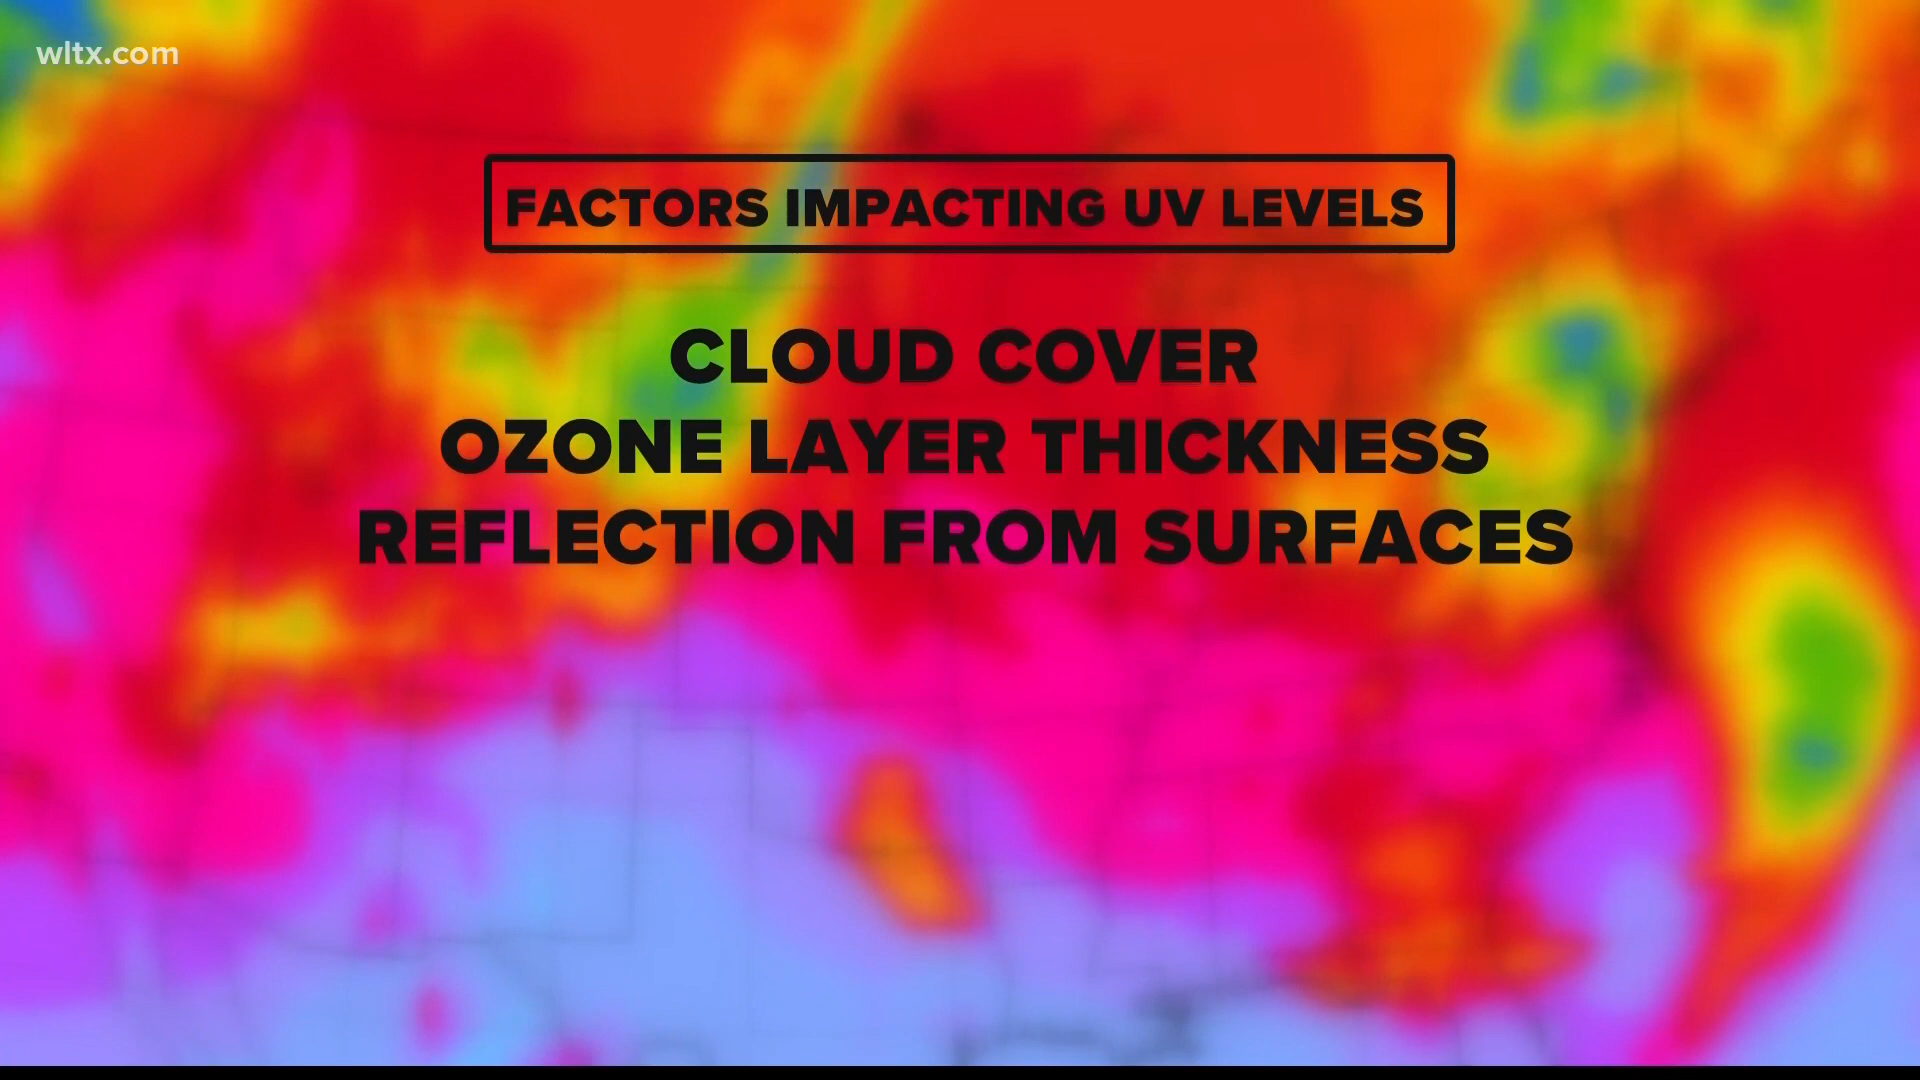 wltx.com
FACTORS IMPACTING UV LEVELS
CLOUD COVER
OZONE LAYER THICKNESS
REFLECTION FROM SURFACES